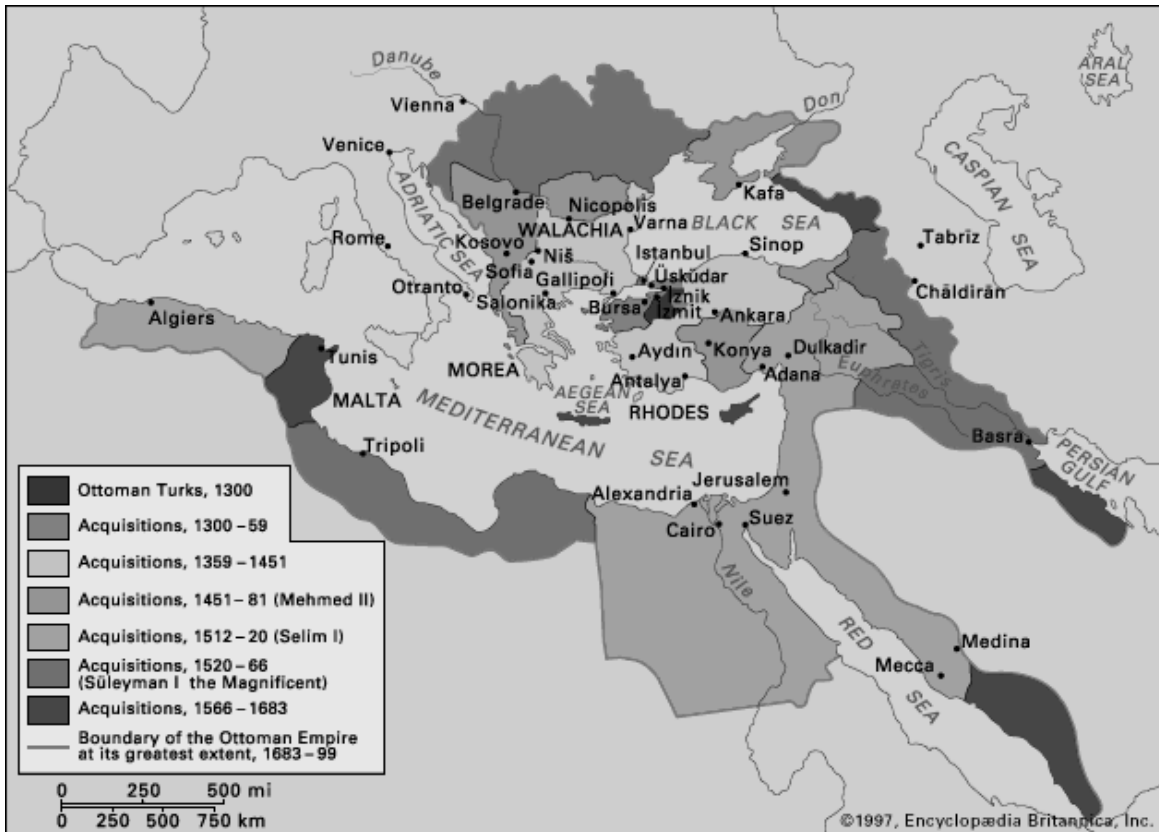 ARAL
SEA
Danube
Don
Vienna
Venice
CASPIAN
SEA
ADRIATIC SEA
Belgrade
Nicopolis
Kafa
WALACHIA
Varna
BLACK SEA
Rome
Kosovo
Niš
Istanbul
Sinop
Tabrīz
Sofia
Gallipoli
Üsküdar
Otranto
Salonika
Bursa
İznik
İzmit
Ankara
Chāldirān
Algiers
Tunis
MOREA
Aydın
Konya
Dulkadir
Tigris
Antalya
Adana
Euphrates
MALTA
AEGEAN
SEA
RHODES
MEDITERRANEAN
SEA
Tripoli
Basra
PERSIAN
GULF
Jerusalem
Alexandria
Cairo
Suez
Nile
RED
SEA
Medina
Mecca
Ottoman Turks, 1300
Acquisitions, 1300–59
Acquisitions, 1359–1451
Acquisitions, 1451–81 (Mehmed II)
Acquisitions, 1512–20 (Selim I)
Acquisitions, 1520–66
(Süleyman I the Magnificent)
Acquisitions, 1566–1683
Boundary of the Ottoman Empire
at its greatest extent, 1683–99
0 250 500 mi
0 250 500 750 km
©1997, Encyclopædia Britannica, Inc.